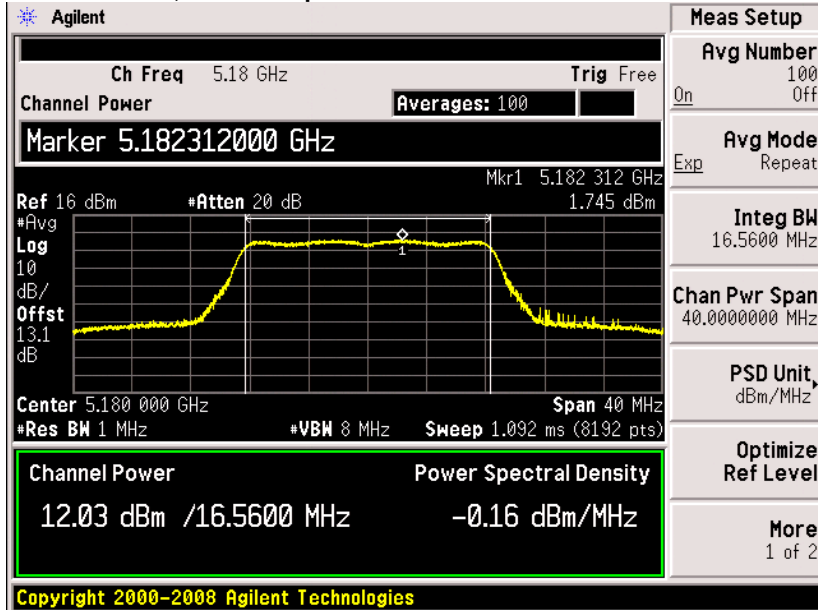 Agilent
Meas Setup
Ch Freq 5.18 GHz Trig Free
Channel Power Averages: 100
Marker 5.182312000 GHz
Mkr1 5.182 312 GHz
Ref 16 dBm #Atten 20 dB 1.745 dBm
#Avg
Log
10
dB/
Offst
13.1
dB
1
Center 5.180 000 GHz Span 40 MHz
#Res BW 1 MHz #VBW 8 MHz Sweep 1.092 ms (8192 pts)
Channel Power Power Spectral Density
12.03 dBm /16.5600 MHz -0.16 dBm/MHz
Copyright 2000-2008 Agilent Technologies
Avg Number
100
On Off
Avg Mode
Exp Repeat
Integ BW
16.5600 MHz
Chan Pwr Span
40.0000000 MHz
PSD Unit
dBm/MHz
Optimize
Ref Level
More
1 of 2